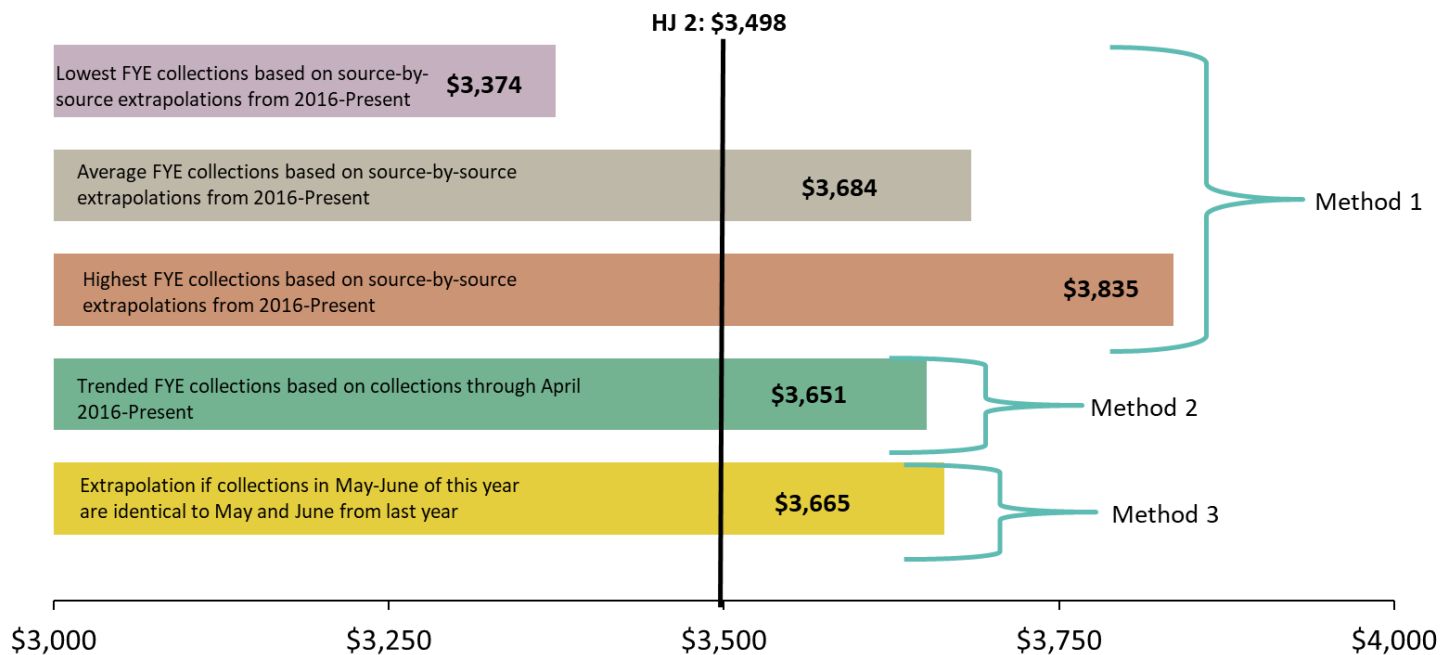 HJ 2: $3,498
Lowest FYE collections based on source-by-
source extrapolations from 2016-Present
$3,374
Average FYE collections based on source-by-source
extrapolations from 2016-Present
$3,684
Method 1
Highest FYE collections based on source-by-source
extrapolations from 2016-Present
$3,835
Trended FYE collections based on collections through April
2016-Present
$3,651
Method 2
Extrapolation if collections in May-June of this year
are identical to May and June from last year
$3,665
Method 3
$3,000
$3,250
$3,500
$3,750
$4,000